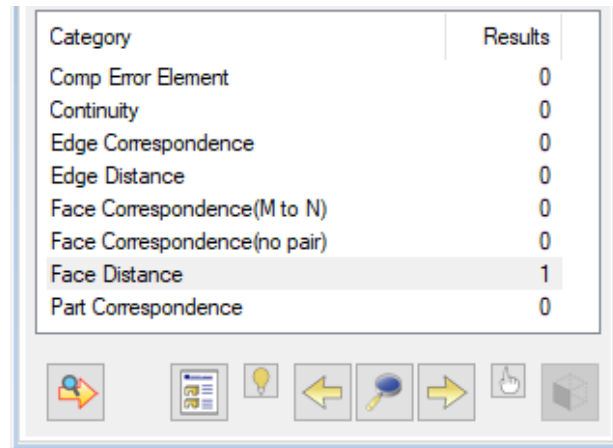 Category Results
Comp Error Element 0
Continuity 0
Edge Correspondence 0
Edge Distance 0
Face Correspondence(M to N) 0
Face Correspondence(no pair) 0
Face Distance 1
Part Correspondence 0